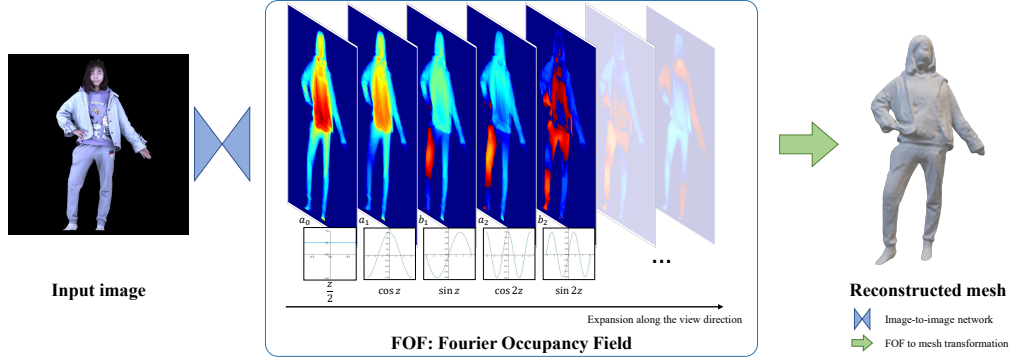 a₀
a₁
b₁
a₂
b₂
...
z/2
cos z
sin z
cos 2z
sin 2z
Expansion along the view direction
Input image
FOF: Fourier Occupancy Field
Reconstructed mesh
Image-to-image network
FOF to mesh transformation